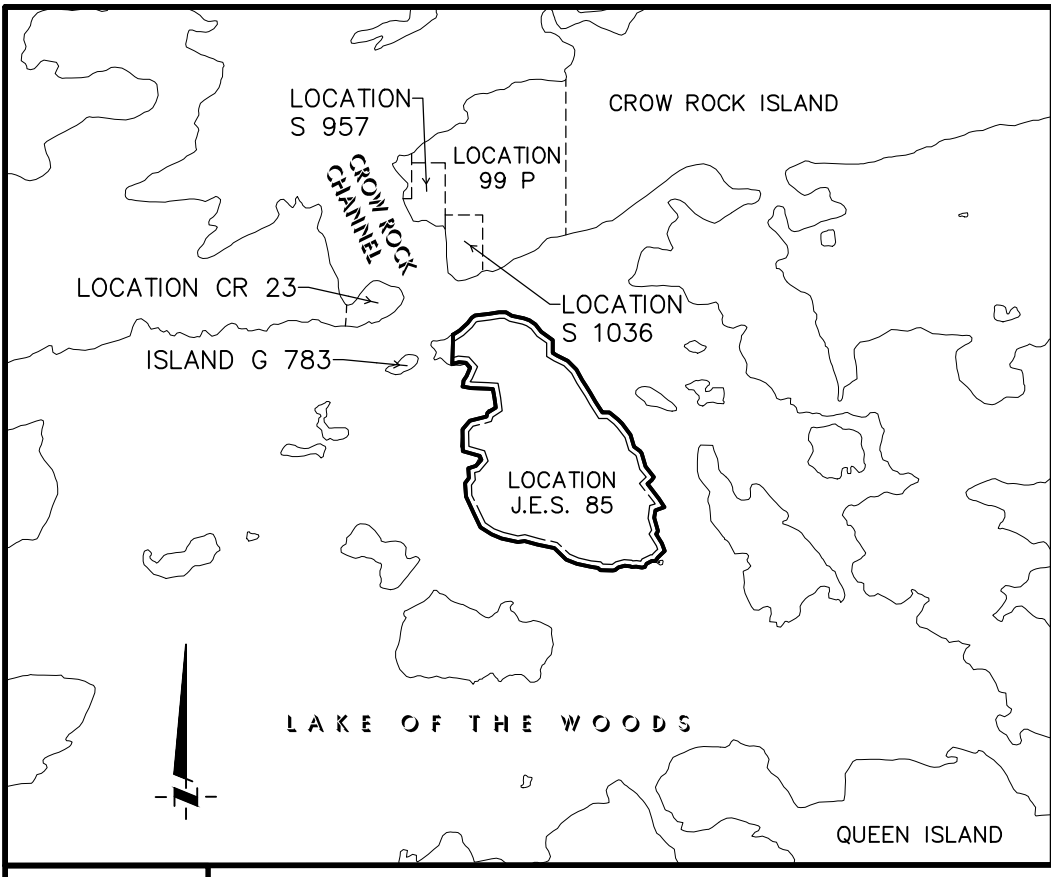 CROW ROCK ISLAND
LOCATION
S 957
LOCATION
99 P
CROW ROCK
CHANNEL
LOCATION CR 23
LOCATION
S 1036
ISLAND G 783
LOCATION
J.E.S. 85
LAKE OF THE WOODS
N
QUEEN ISLAND